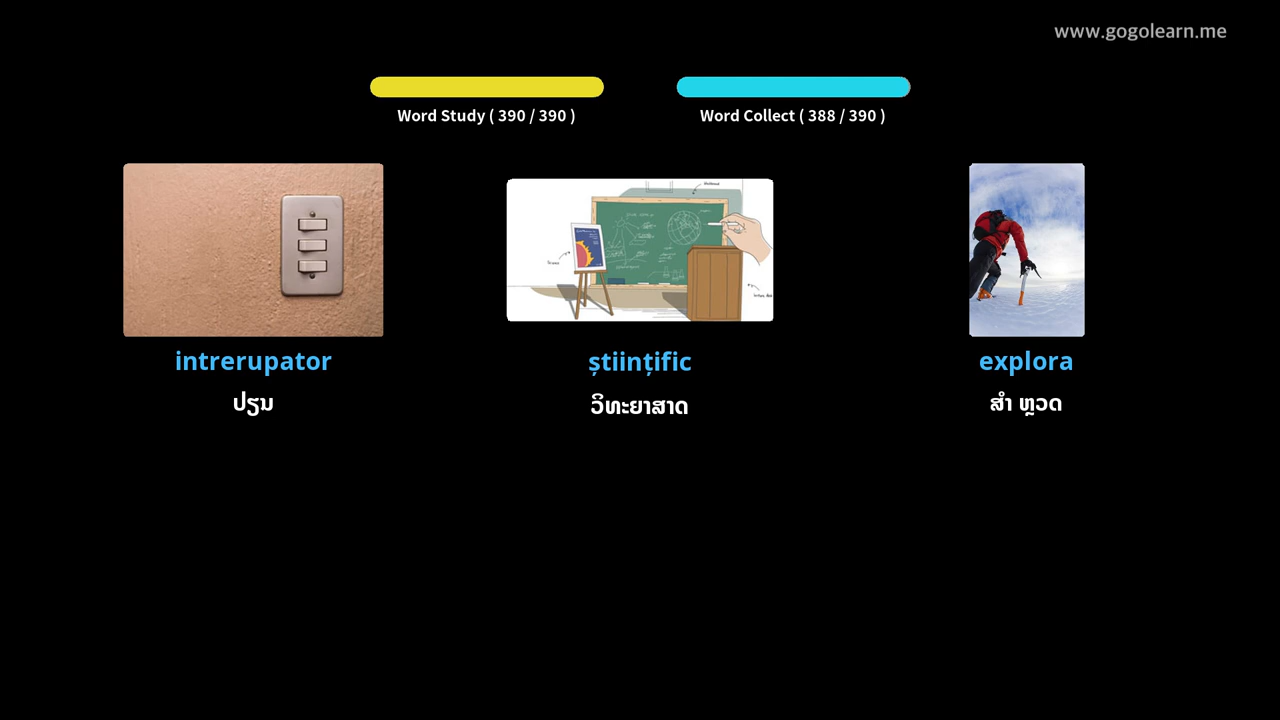 www.gogolearn.me
Word Study ( 390 / 390 )
Word Collect ( 388 / 390 )
intrerupator
ປ່ຽນ
științific
ວິທະຍາສາດ
explora
ສຳ ຫຼວດ